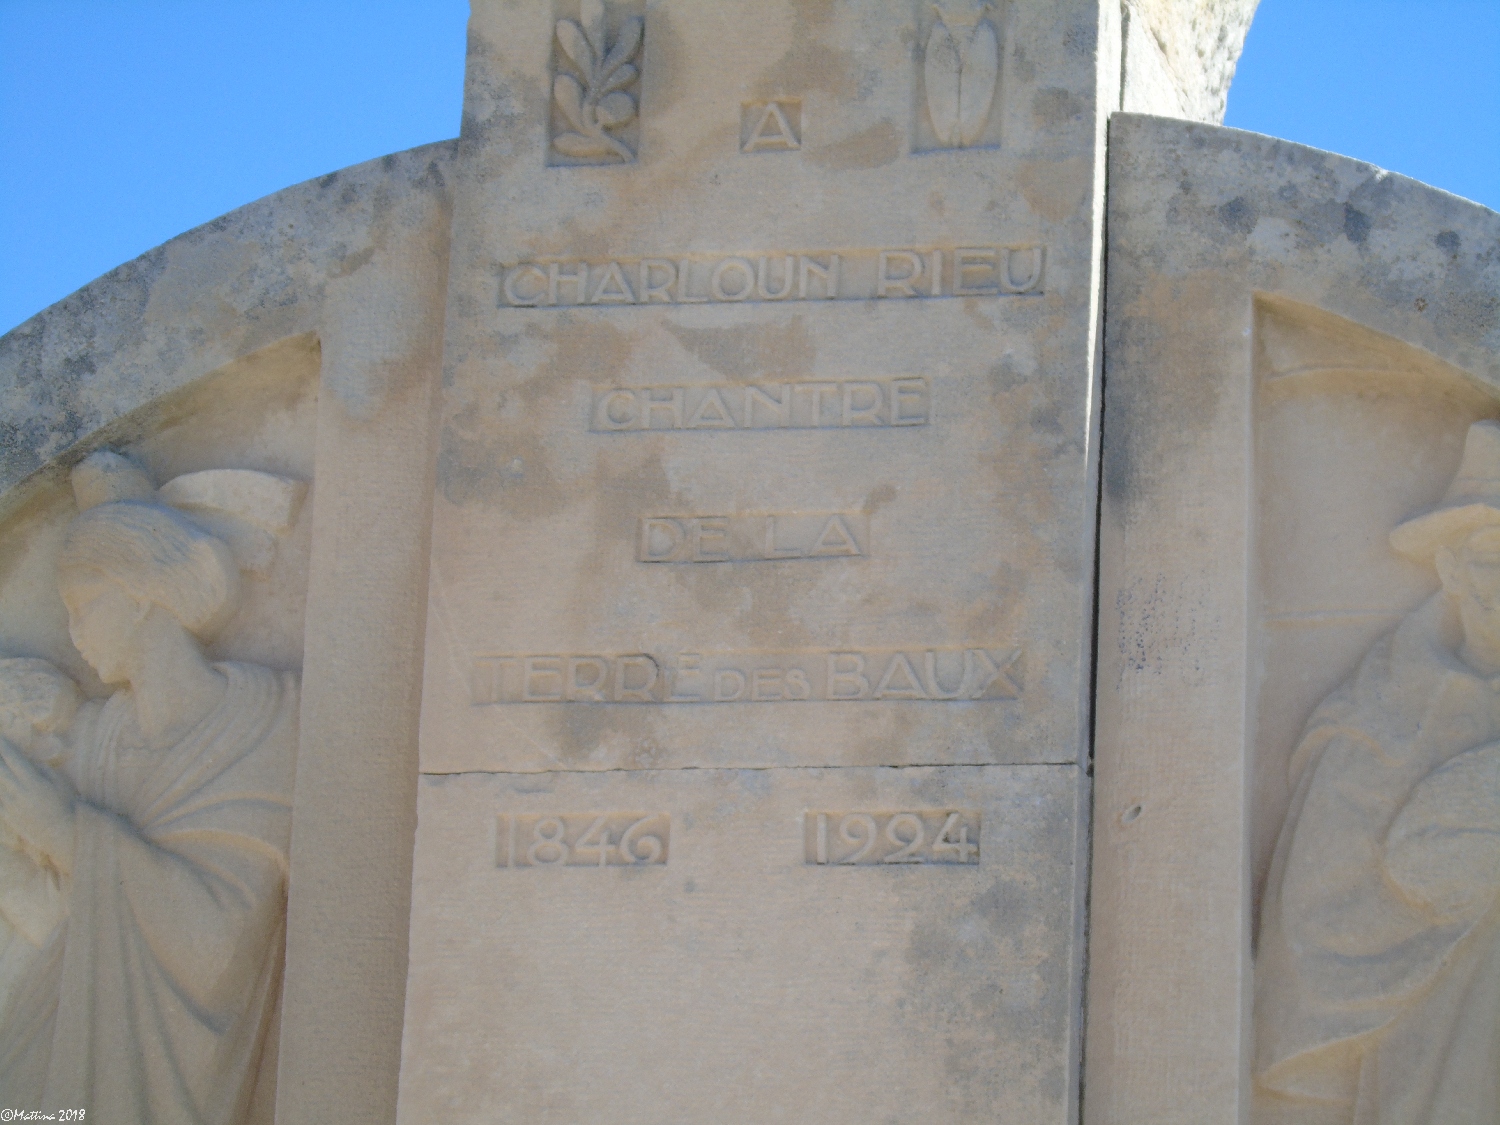 A
CHARLOUN RIEU
CHANTRE
DE LA
TERRE DES BAUX
1846 1924
©Mattina 2018